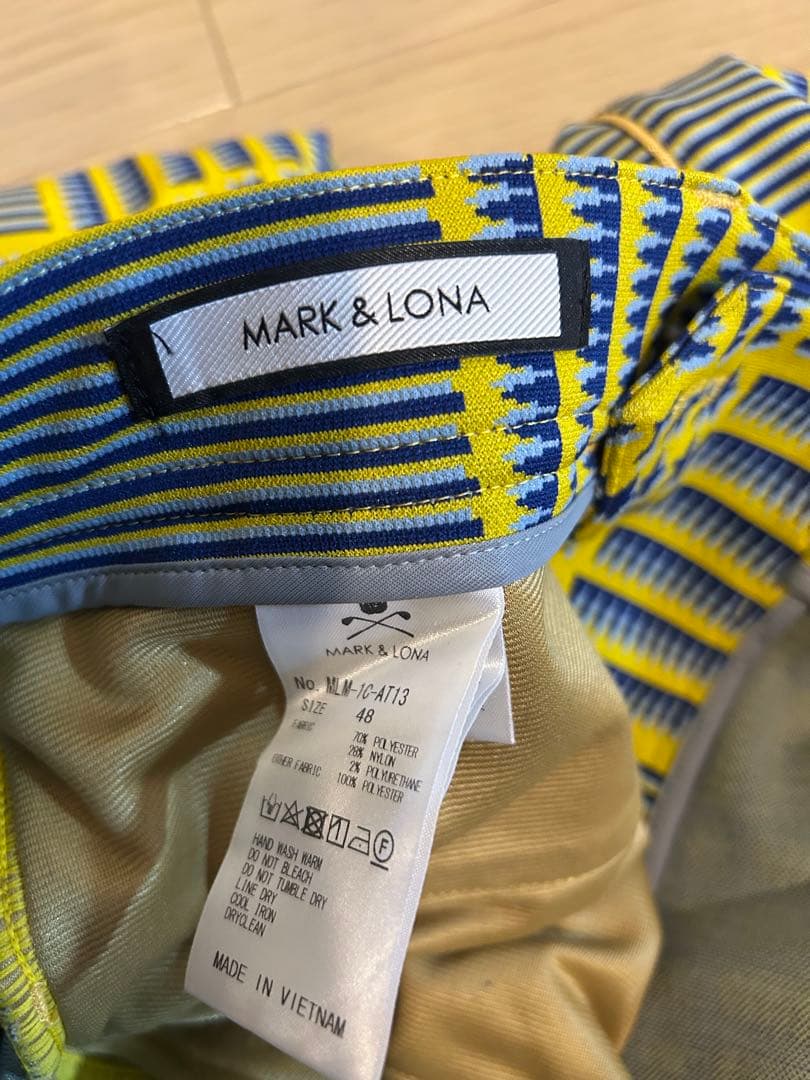 MARK & LONA
MARK & LONA
No. MLM-1C-AT13
SIZE 48
FABRIC 70% POLYESTER
28% NYLON
2% POLYURETHANE
OTHER FABRIC 100% POLYESTER
F
HAND WASH WARM
DO NOT BLEACH
DO NOT TUMBLE DRY
LINE DRY
COOL IRON
DRYCLEAN
MADE IN VIETNAM